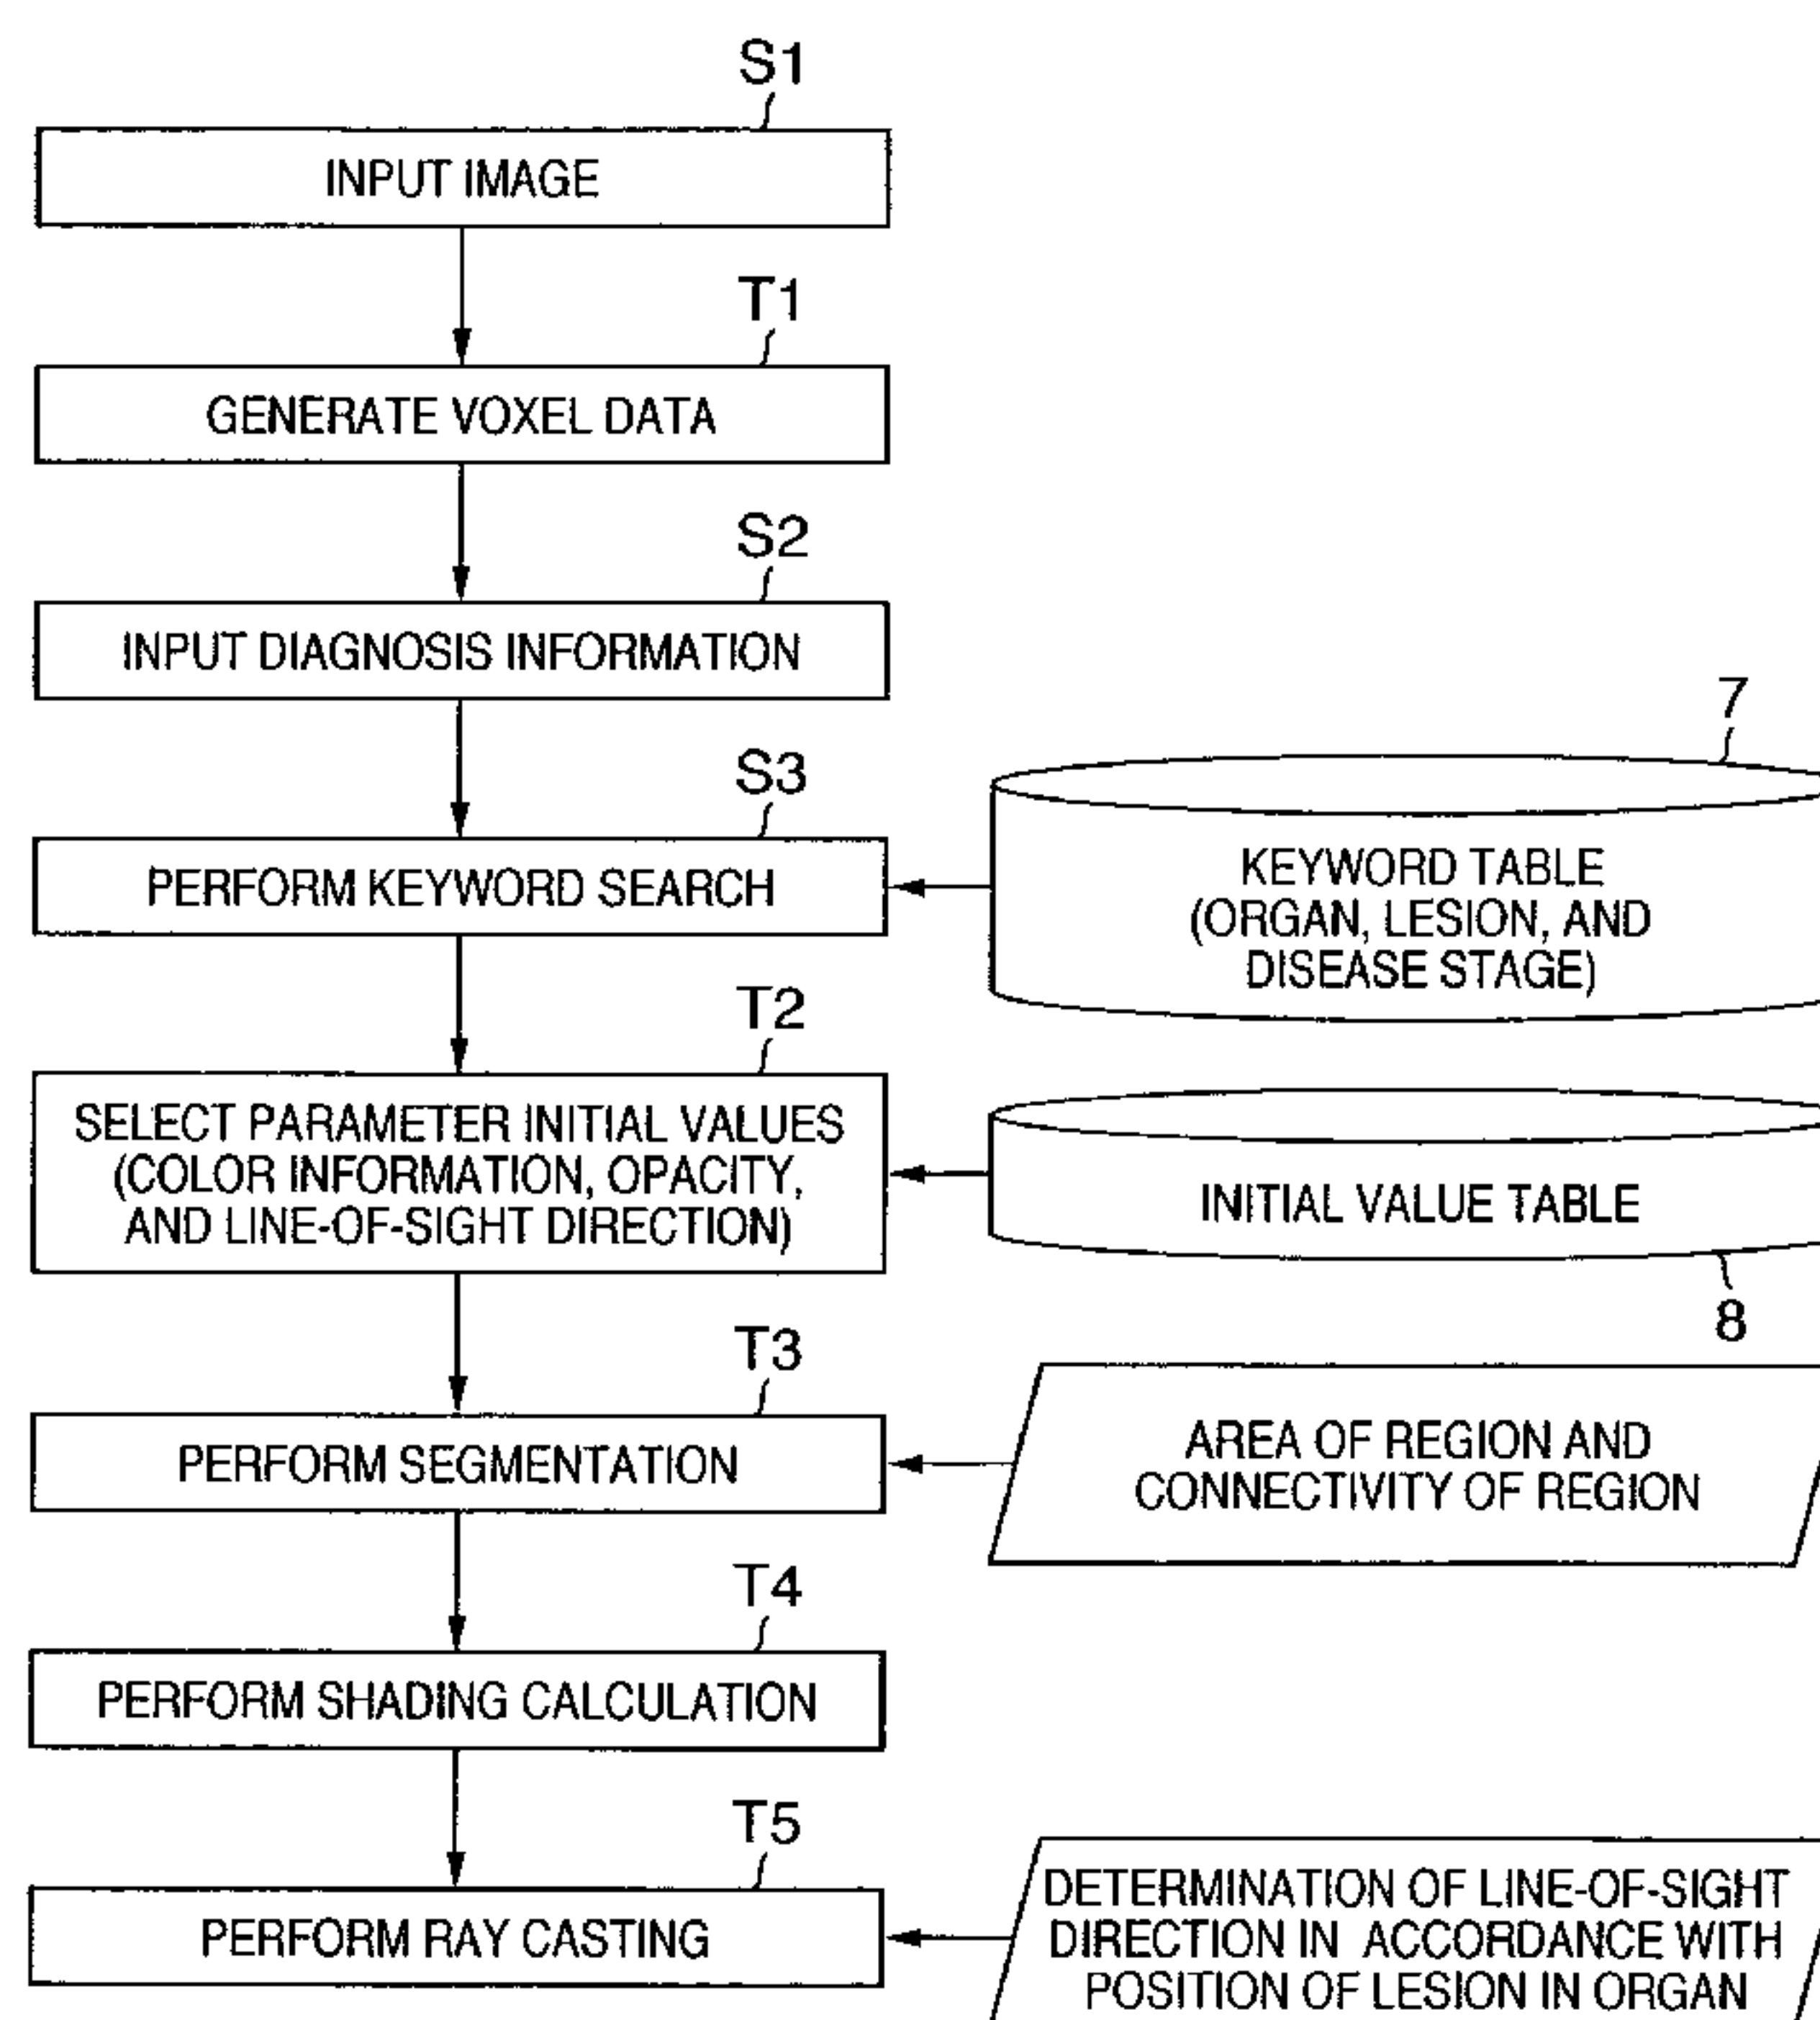 S1
INPUT IMAGE
T1
GENERATE VOXEL DATA
S2
INPUT DIAGNOSIS INFORMATION
S3
PERFORM KEYWORD SEARCH
7
KEYWORD TABLE
(ORGAN, LESION, AND
DISEASE STAGE)
T2
SELECT PARAMETER INITIAL VALUES
(COLOR INFORMATION, OPACITY,
AND LINE-OF-SIGHT DIRECTION)
INITIAL VALUE TABLE
8
T3
PERFORM SEGMENTATION
AREA OF REGION AND
CONNECTIVITY OF REGION
T4
PERFORM SHADING CALCULATION
T5
PERFORM RAY CASTING
DETERMINATION OF LINE-OF-SIGHT
DIRECTION IN ACCORDANCE WITH
POSITION OF LESION IN ORGAN